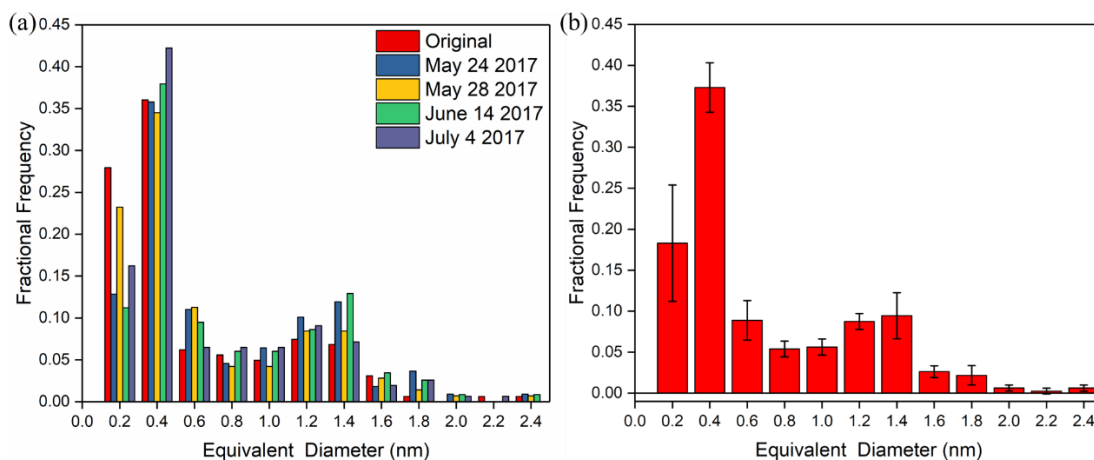 (a)
Fractional Frequency
0.45
0.40
0.35
0.30
0.25
0.20
0.15
0.10
0.05
0.00
Original
May 24 2017
May 28 2017
June 14 2017
July 4 2017
0.0 0.2 0.4 0.6 0.8 1.0 1.2 1.4 1.6 1.8 2.0 2.2 2.4
Equivalent Diameter (nm)
(b)
Fractional Frequency
0.45
0.40
0.35
0.30
0.25
0.20
0.15
0.10
0.05
0.00
0.0 0.2 0.4 0.6 0.8 1.0 1.2 1.4 1.6 1.8 2.0 2.2 2.4
Equivalent Diameter (nm)